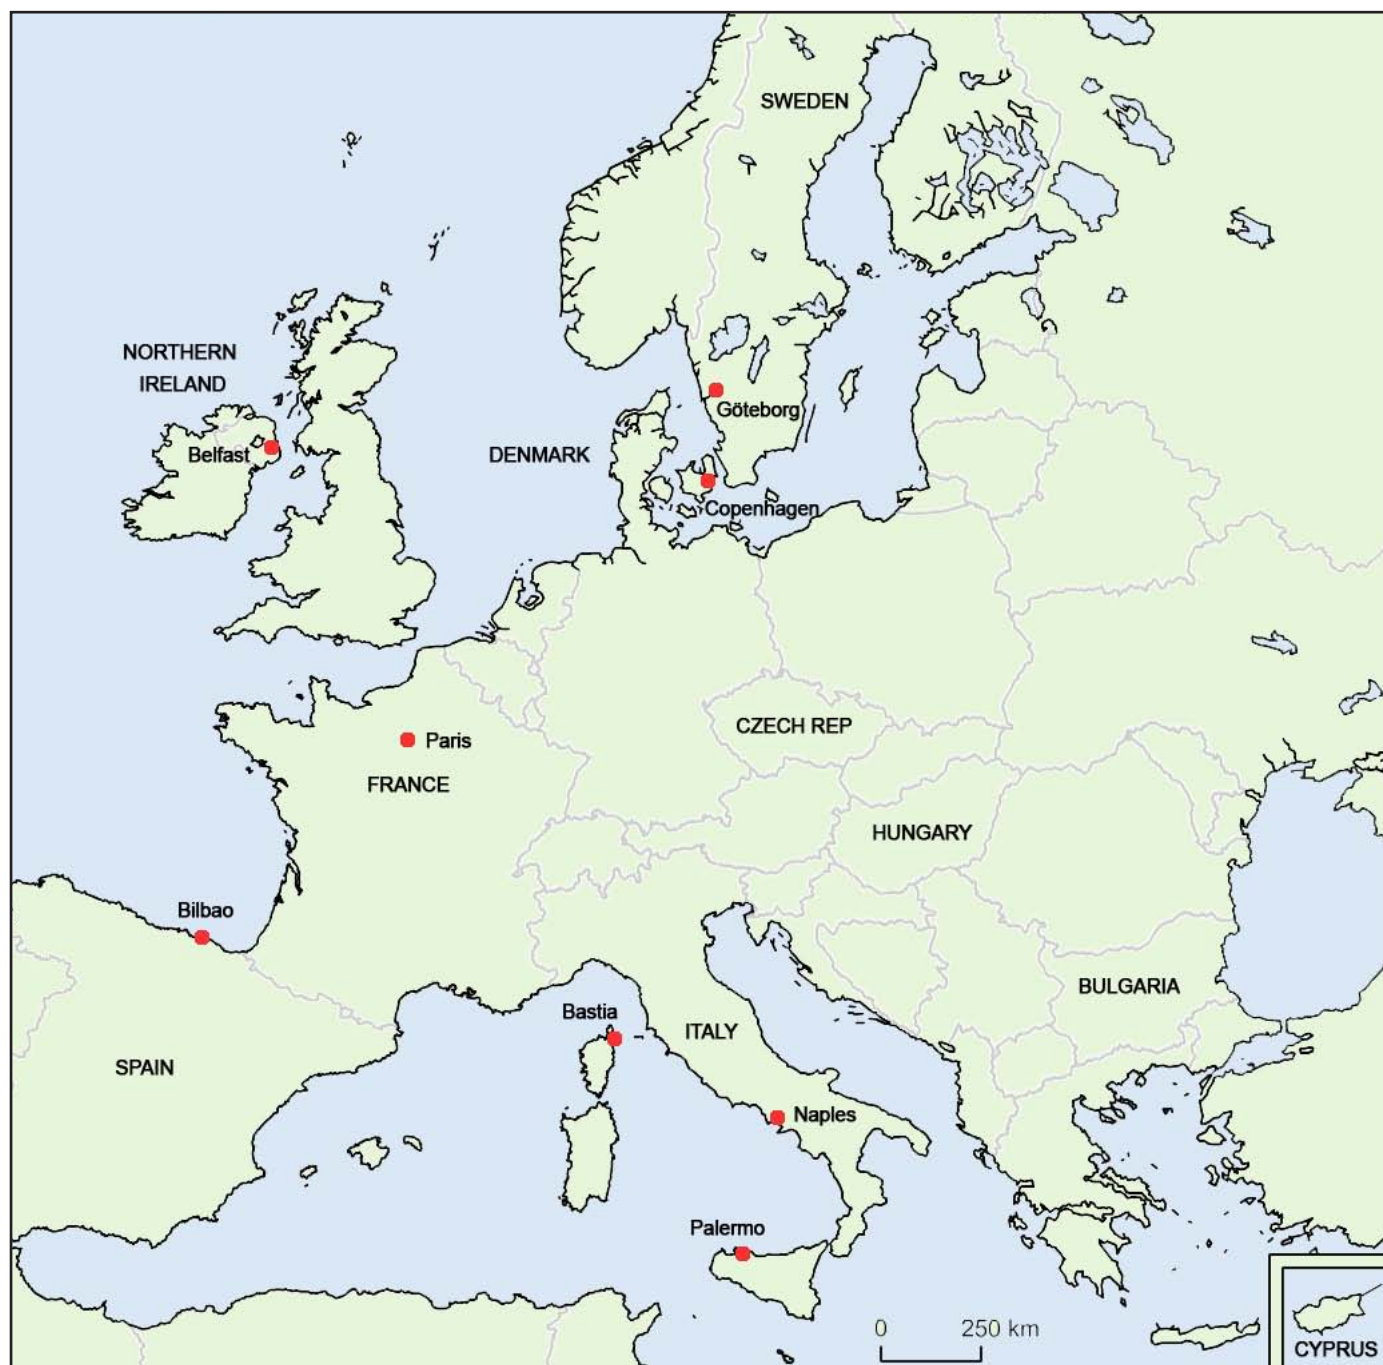 SWEDEN
NORTHERN
IRELAND
Göteborg
Belfast
DENMARK
Copenhagen
CZECH REP
Paris
FRANCE
HUNGARY
Bilbao
BULGARIA
Bastia
ITALY
SPAIN
Naples
Palermo
0 250 km
CYPRUS